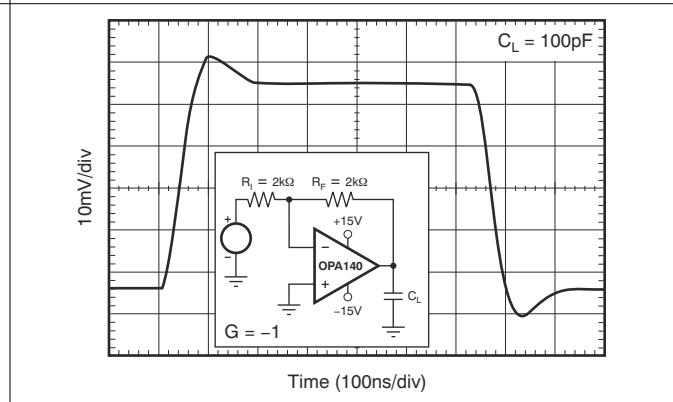 C_L = 100pF
10mV/div
R_I = 2kΩ
R_F = 2kΩ
+15V
+
−
−
OPA140
+
−15V
C_L
G = −1
Time (100ns/div)